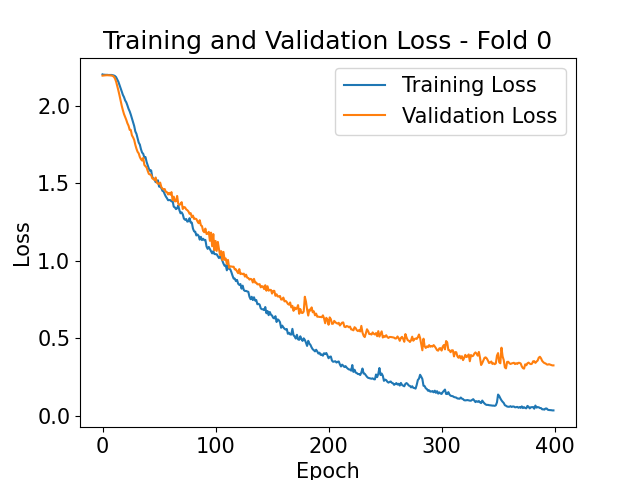 Training and Validation Loss - Fold 0
Training Loss
Validation Loss
2.0
1.5
1.0
0.5
0.0
Loss
0 100 200 300 400
Epoch